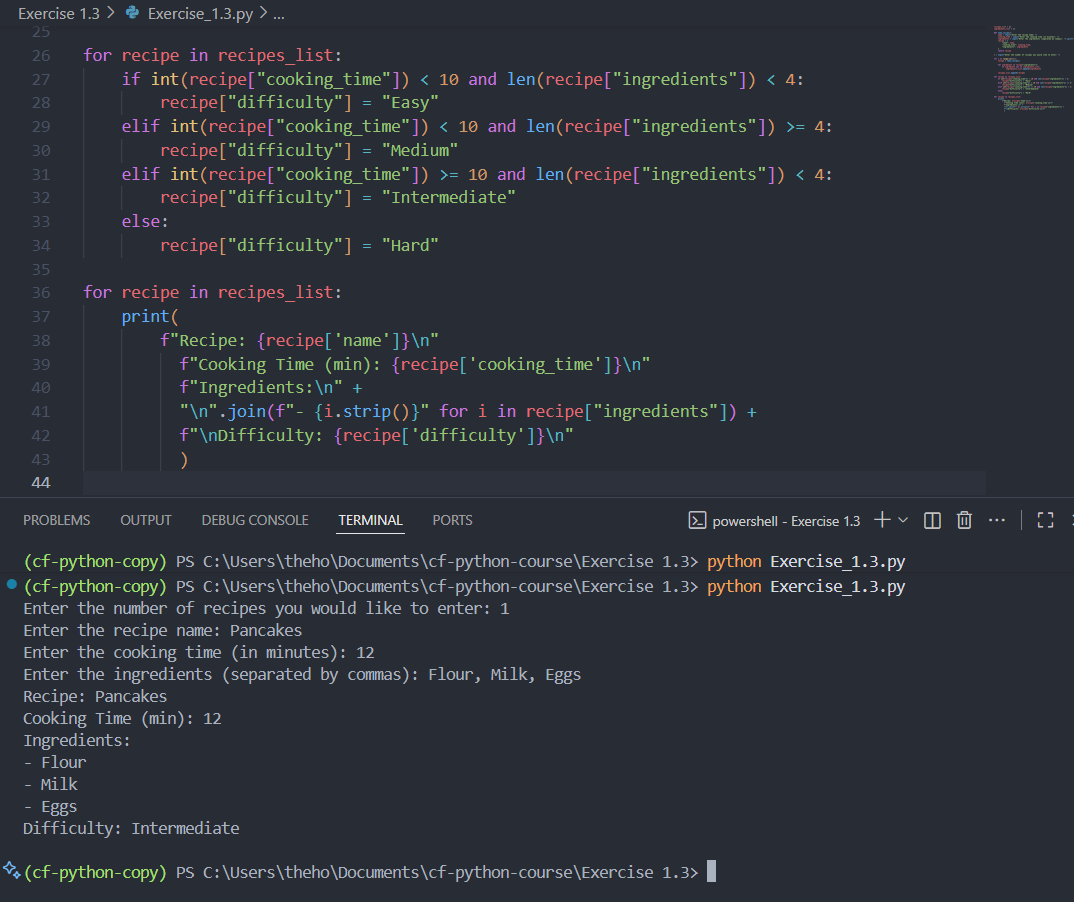 Exercise 1.3 > Exercise_1.3.py > ...
25
26 for recipe in recipes_list:
27     if int(recipe["cooking_time"]) < 10 and len(recipe["ingredients"]) < 4:
28         recipe["difficulty"] = "Easy"
29     elif int(recipe["cooking_time"]) < 10 and len(recipe["ingredients"]) >= 4:
30         recipe["difficulty"] = "Medium"
31     elif int(recipe["cooking_time"]) >= 10 and len(recipe["ingredients"]) < 4:
32         recipe["difficulty"] = "Intermediate"
33     else:
34         recipe["difficulty"] = "Hard"
35
36 for recipe in recipes_list:
37     print(
38         f"Recipe: {recipe['name']}\n"
39           f"Cooking Time (min): {recipe['cooking_time']}\n"
40           f"Ingredients:\n" +
41           "\n".join(f"- {i.strip()}" for i in recipe["ingredients"]) +
42           f"\nDifficulty: {recipe['difficulty']}\n"
43           )
44
PROBLEMS OUTPUT DEBUG CONSOLE TERMINAL PORTS powershell - Exercise 1.3
(cf-python-copy) PS C:\Users\theho\Documents\cf-python-course\Exercise 1.3> python Exercise_1.3.py
(cf-python-copy) PS C:\Users\theho\Documents\cf-python-course\Exercise 1.3> python Exercise_1.3.py
Enter the number of recipes you would like to enter: 1
Enter the recipe name: Pancakes
Enter the cooking time (in minutes): 12
Enter the ingredients (separated by commas): Flour, Milk, Eggs
Recipe: Pancakes
Cooking Time (min): 12
Ingredients:
- Flour
- Milk
- Eggs
Difficulty: Intermediate
(cf-python-copy) PS C:\Users\theho\Documents\cf-python-course\Exercise 1.3>